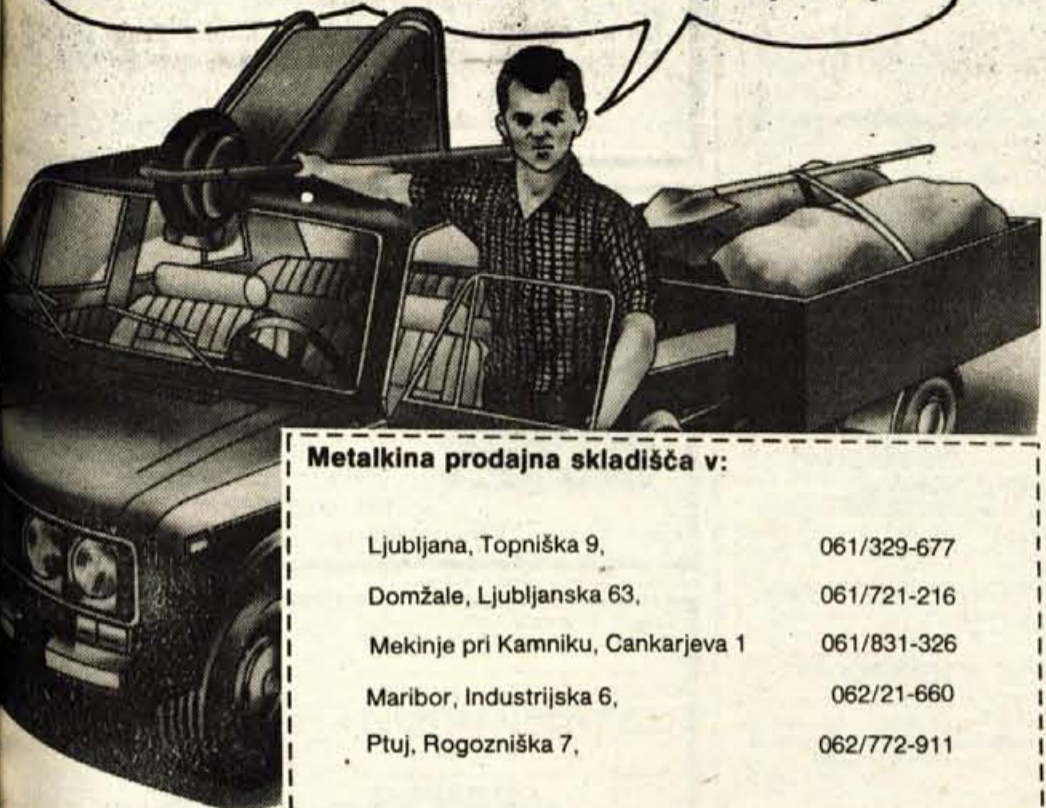 Metalkina prodajna skladišča v:
Ljubljana, Topniška 9, 061/329-677
Domžale, Ljubljanska 63, 061/721-216
Mekinje pri Kamniku, Cankarjeva 1 061/831-326
Maribor, Industrijska 6, 062/21-660
Ptuj, Rogozniška 7, 062/772-911